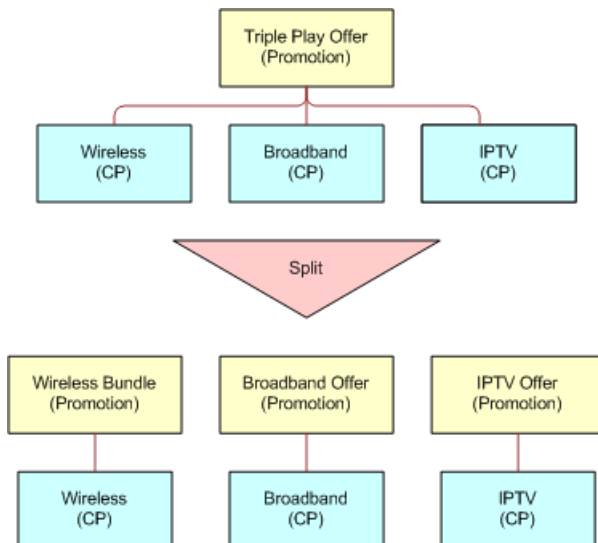 Triple Play Offer
(Promotion)
Wireless
(CP)
Broadband
(CP)
IPTV
(CP)
Split
Wireless Bundle
(Promotion)
Broadband Offer
(Promotion)
IPTV Offer
(Promotion)
Wireless
(CP)
Broadband
(CP)
IPTV
(CP)